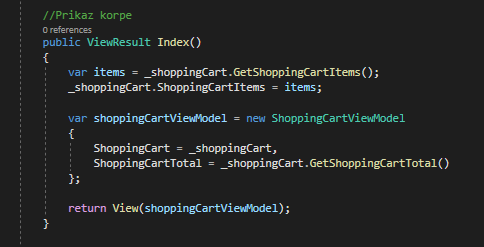 //Prikaz korpe
0 references
public ViewResult Index()
{
var items = _shoppingCart.GetShoppingCartItems();
_shoppingCart.ShoppingCartItems = items;
var shoppingCartViewModel = new ShoppingCartViewModel
{
ShoppingCart = _shoppingCart,
ShoppingCartTotal = _shoppingCart.GetShoppingCartTotal()
};
return View(shoppingCartViewModel);
}